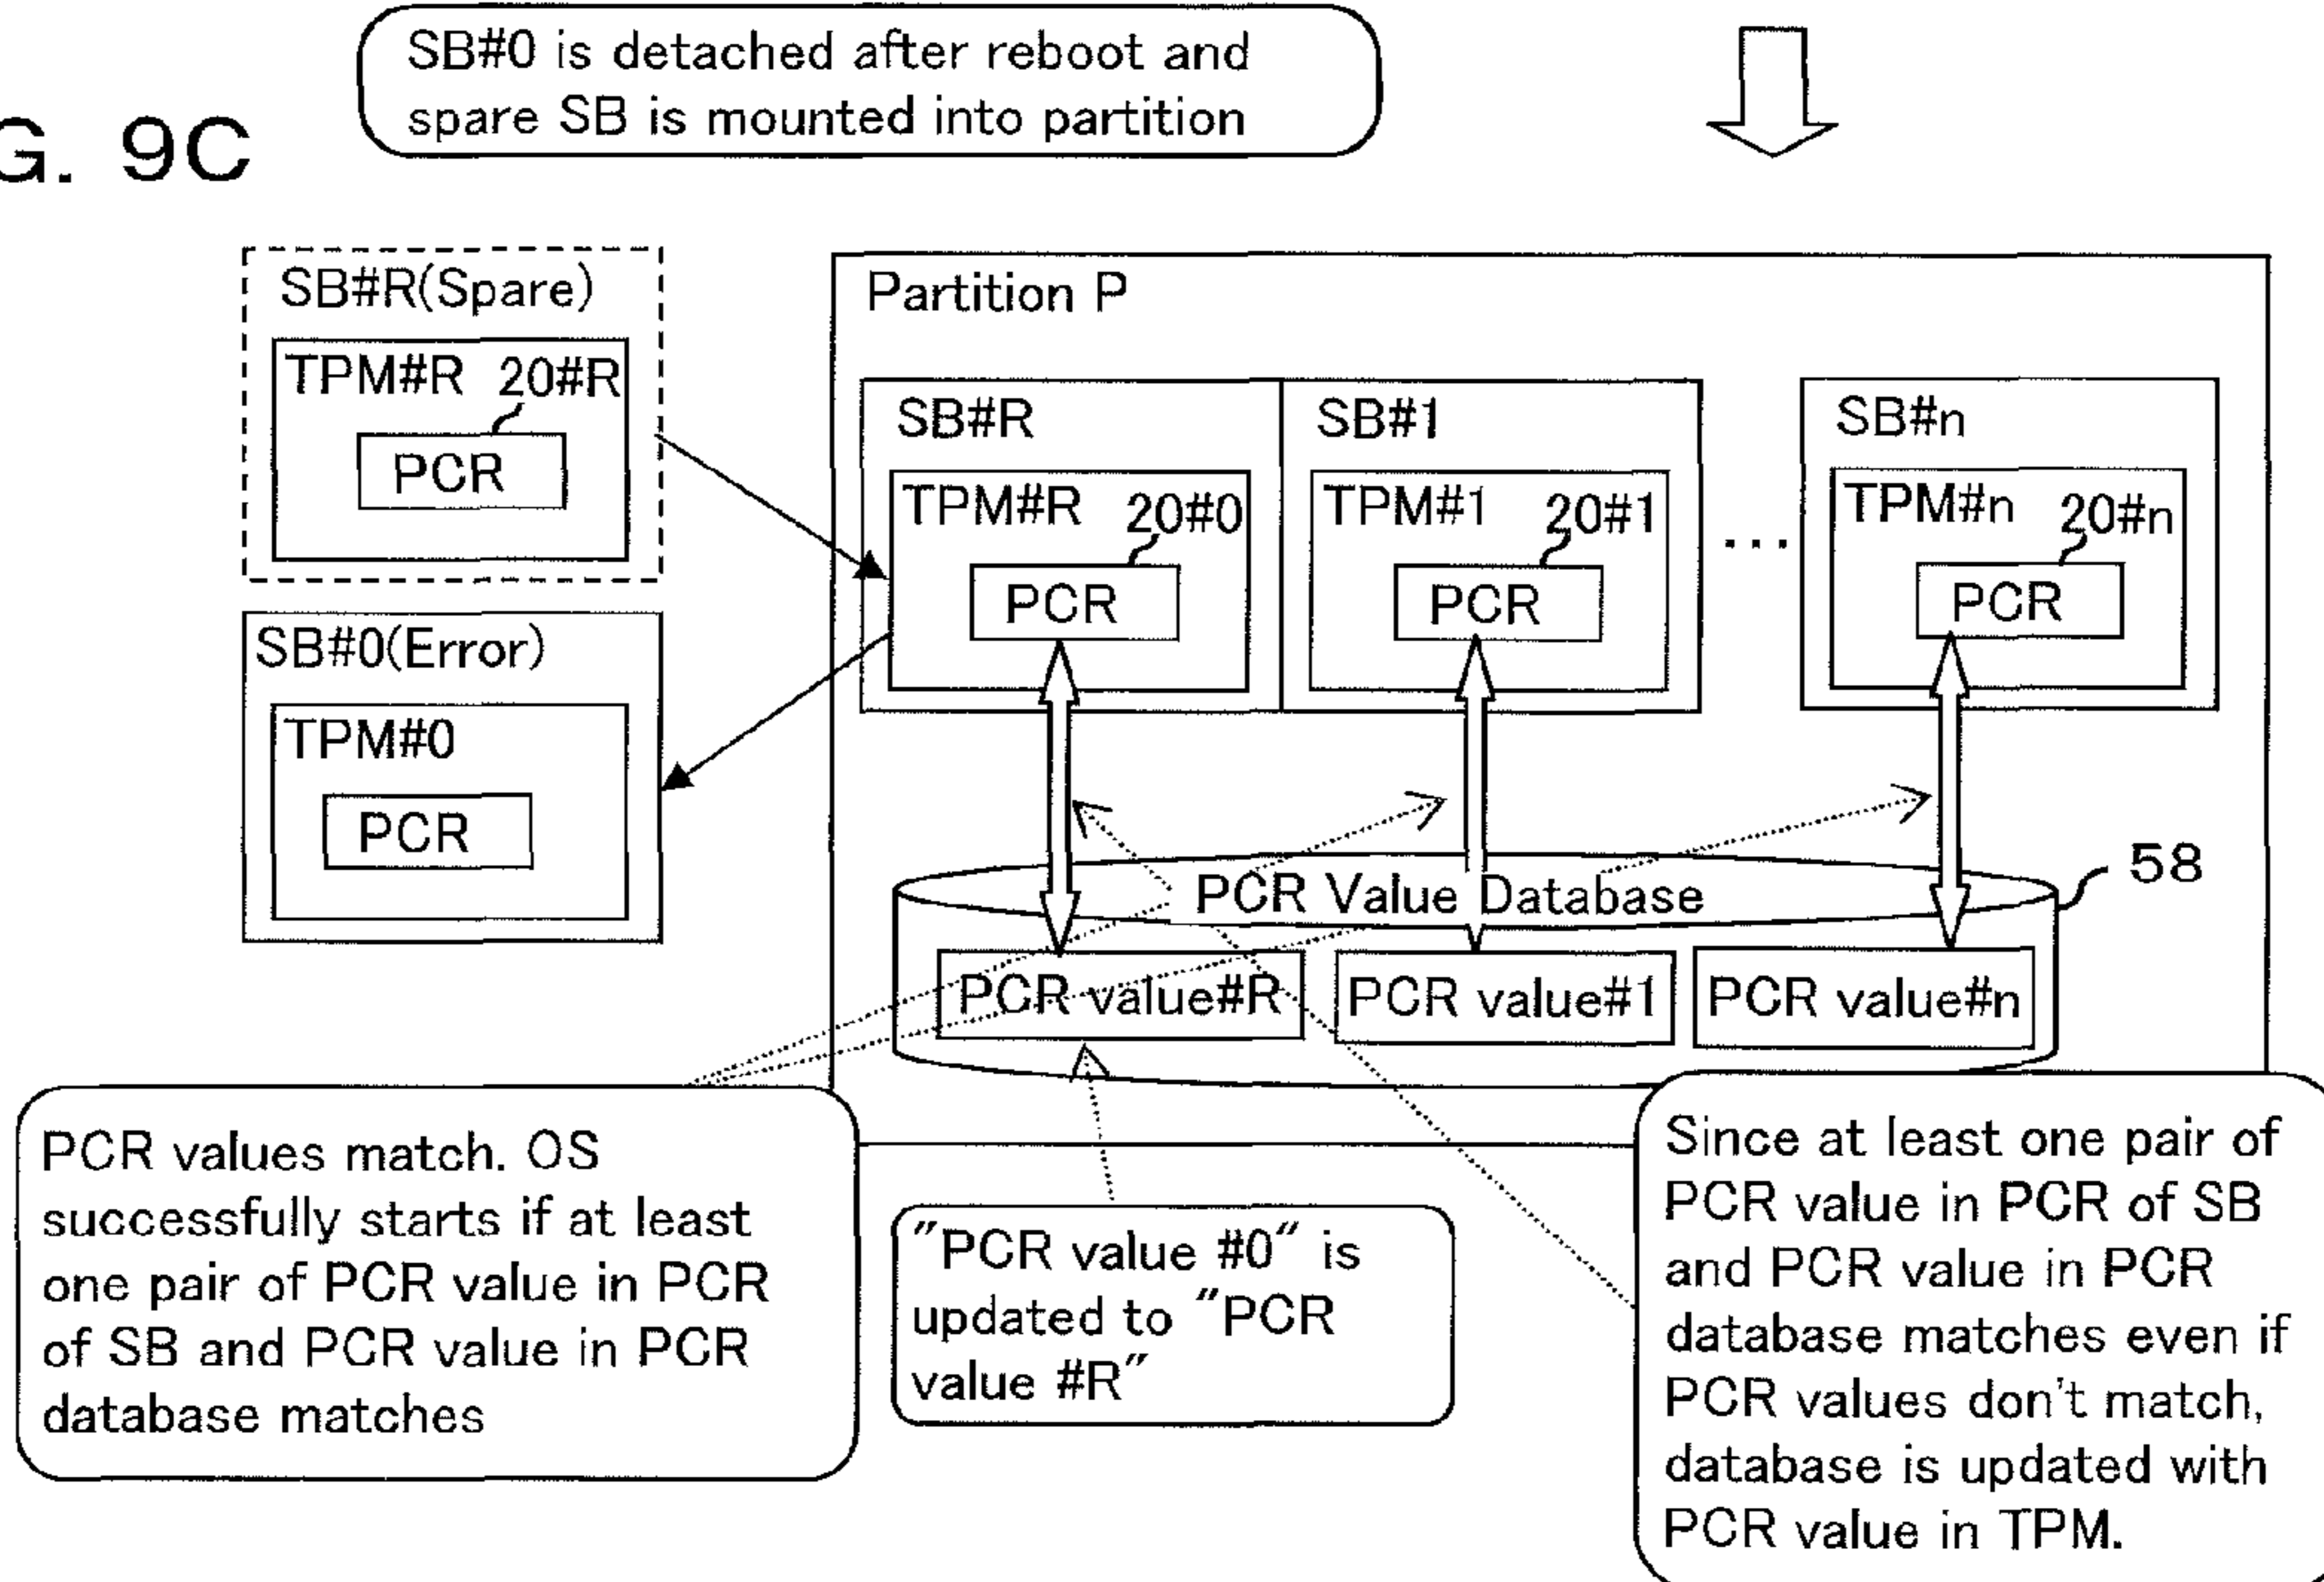 SB#0 is detached after reboot and
spare SB is mounted into partition
G. 9C
SB#R(Spare)
TPM#R 20#R
PCR
SB#0(Error)
TPM#0
PCR
Partition P
SB#R
TPM#R 20#0
PCR
SB#1
TPM#1 20#1
PCR
...
SB#n
TPM#n 20#n
PCR
PCR Value Database
58
PCR value#R
PCR value#1
PCR value#n
PCR values match. OS
successfully starts if at least
one pair of PCR value in PCR
of SB and PCR value in PCR
database matches
"PCR value #0" is
updated to "PCR
value #R"
Since at least one pair of
PCR value in PCR of SB
and PCR value in PCR
database matches even if
PCR values don't match,
database is updated with
PCR value in TPM.